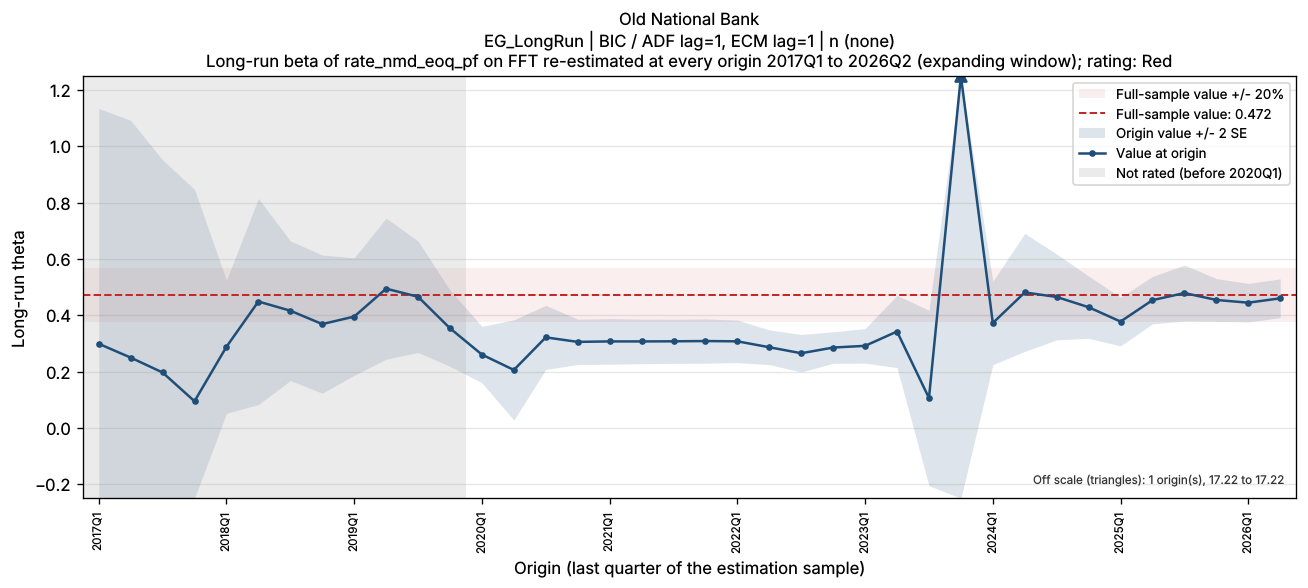 Old National Bank
EG_LongRun | BIC / ADF lag=1, ECM lag=1 | n (none)
Long-run beta of rate_nmd_eoq_pf on FFT re-estimated at every origin 2017Q1 to 2026Q2 (expanding window); rating: Red
Long-run theta
1.2
1.0
0.8
0.6
0.4
0.2
0.0
−0.2
Full-sample value +/- 20%
Full-sample value: 0.472
Origin value +/- 2 SE
Value at origin
Not rated (before 2020Q1)
Off scale (triangles): 1 origin(s), 17.22 to 17.22
2017Q1
2018Q1
2019Q1
2020Q1
2021Q1
2022Q1
2023Q1
2024Q1
2025Q1
2026Q1
Origin (last quarter of the estimation sample)